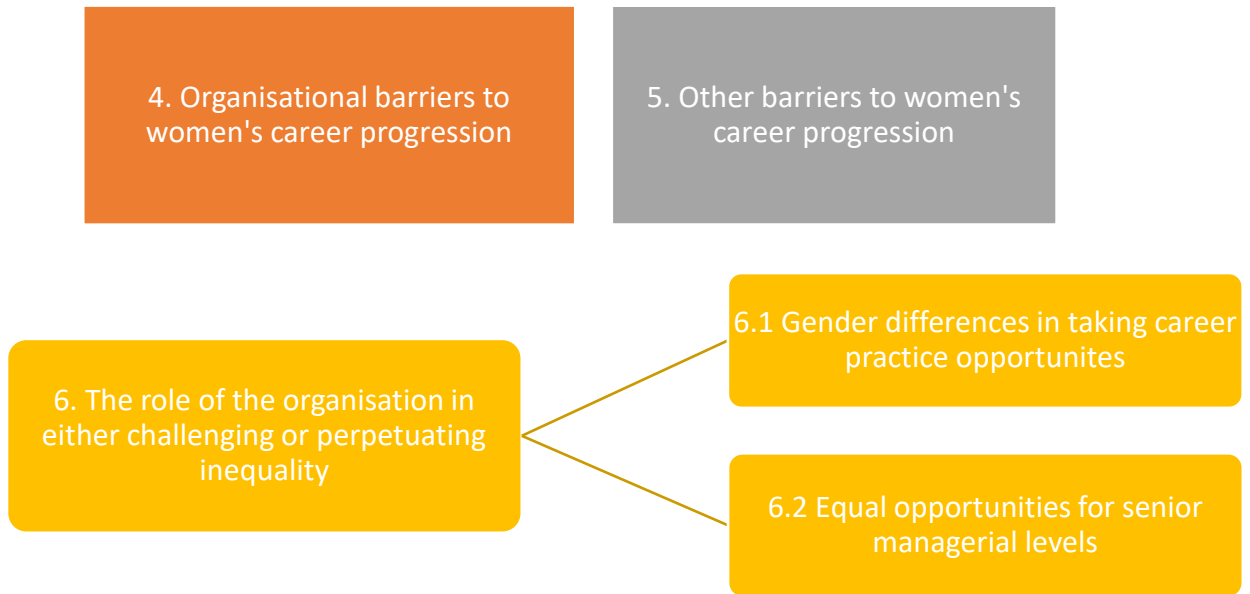 4. Organisational barriers to
women's career progression
5. Other barriers to women's
career progression
6. The role of the organisation in
either challenging or perpetuating
inequality
6.1 Gender differences in taking career
practice opportunites
6.2 Equal opportunities for senior
managerial levels